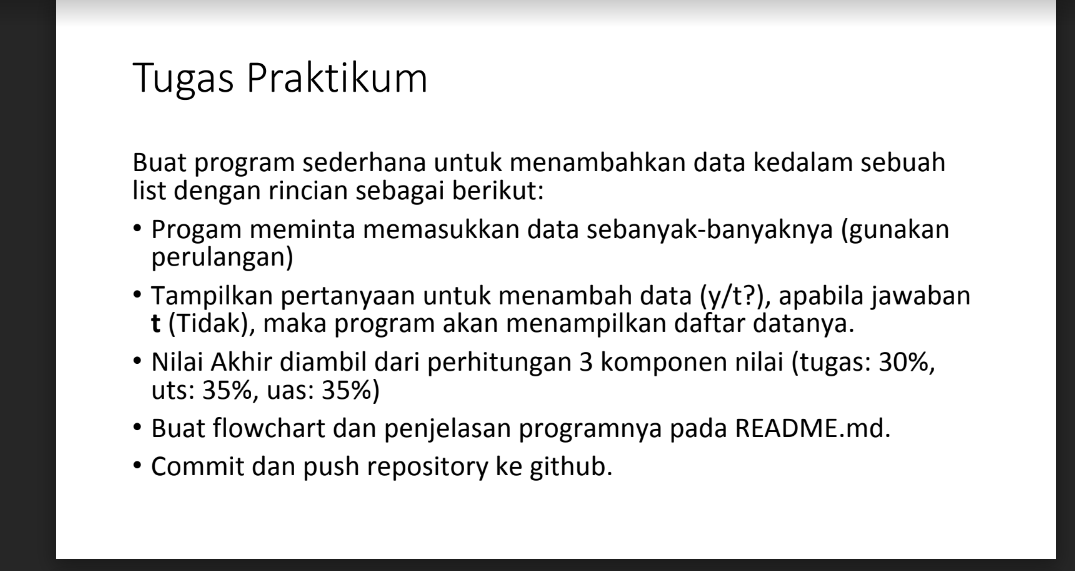 Tugas Praktikum
Buat program sederhana untuk menambahkan data kedalam sebuah
list dengan rincian sebagai berikut:
• Progam meminta memasukkan data sebanyak-banyaknya (gunakan
perulangan)
• Tampilkan pertanyaan untuk menambah data (y/t?), apabila jawaban
t (Tidak), maka program akan menampilkan daftar datanya.
• Nilai Akhir diambil dari perhitungan 3 komponen nilai (tugas: 30%,
uts: 35%, uas: 35%)
• Buat flowchart dan penjelasan programnya pada README.md.
• Commit dan push repository ke github.